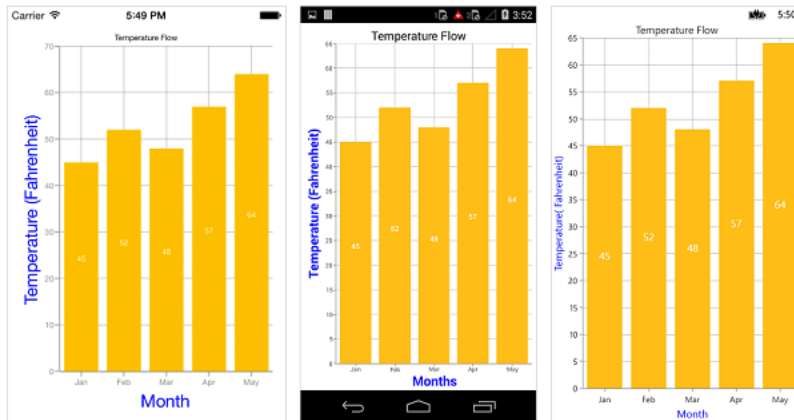 Carrier 5:49 PM
Temperature Flow
70
60
50
40
30
20
10
0
Temperature (Fahrenheit)
45 52 48 57 64
Jan Feb Mar Apr May
Month
1 2 3:52
Temperature Flow
65
60
55
50
45
40
35
30
25
20
15
10
5
0
Temperature (Fahrenheit)
45 52 48 57 64
Jan Mar Apr May
Months
5:50
Temperature Flow
65
60
55
50
45
40
35
30
25
20
15
10
5
0
Temperature( Fahrenheit)
45 52 48 57 64
Jan Feb Mar Apr May
Month